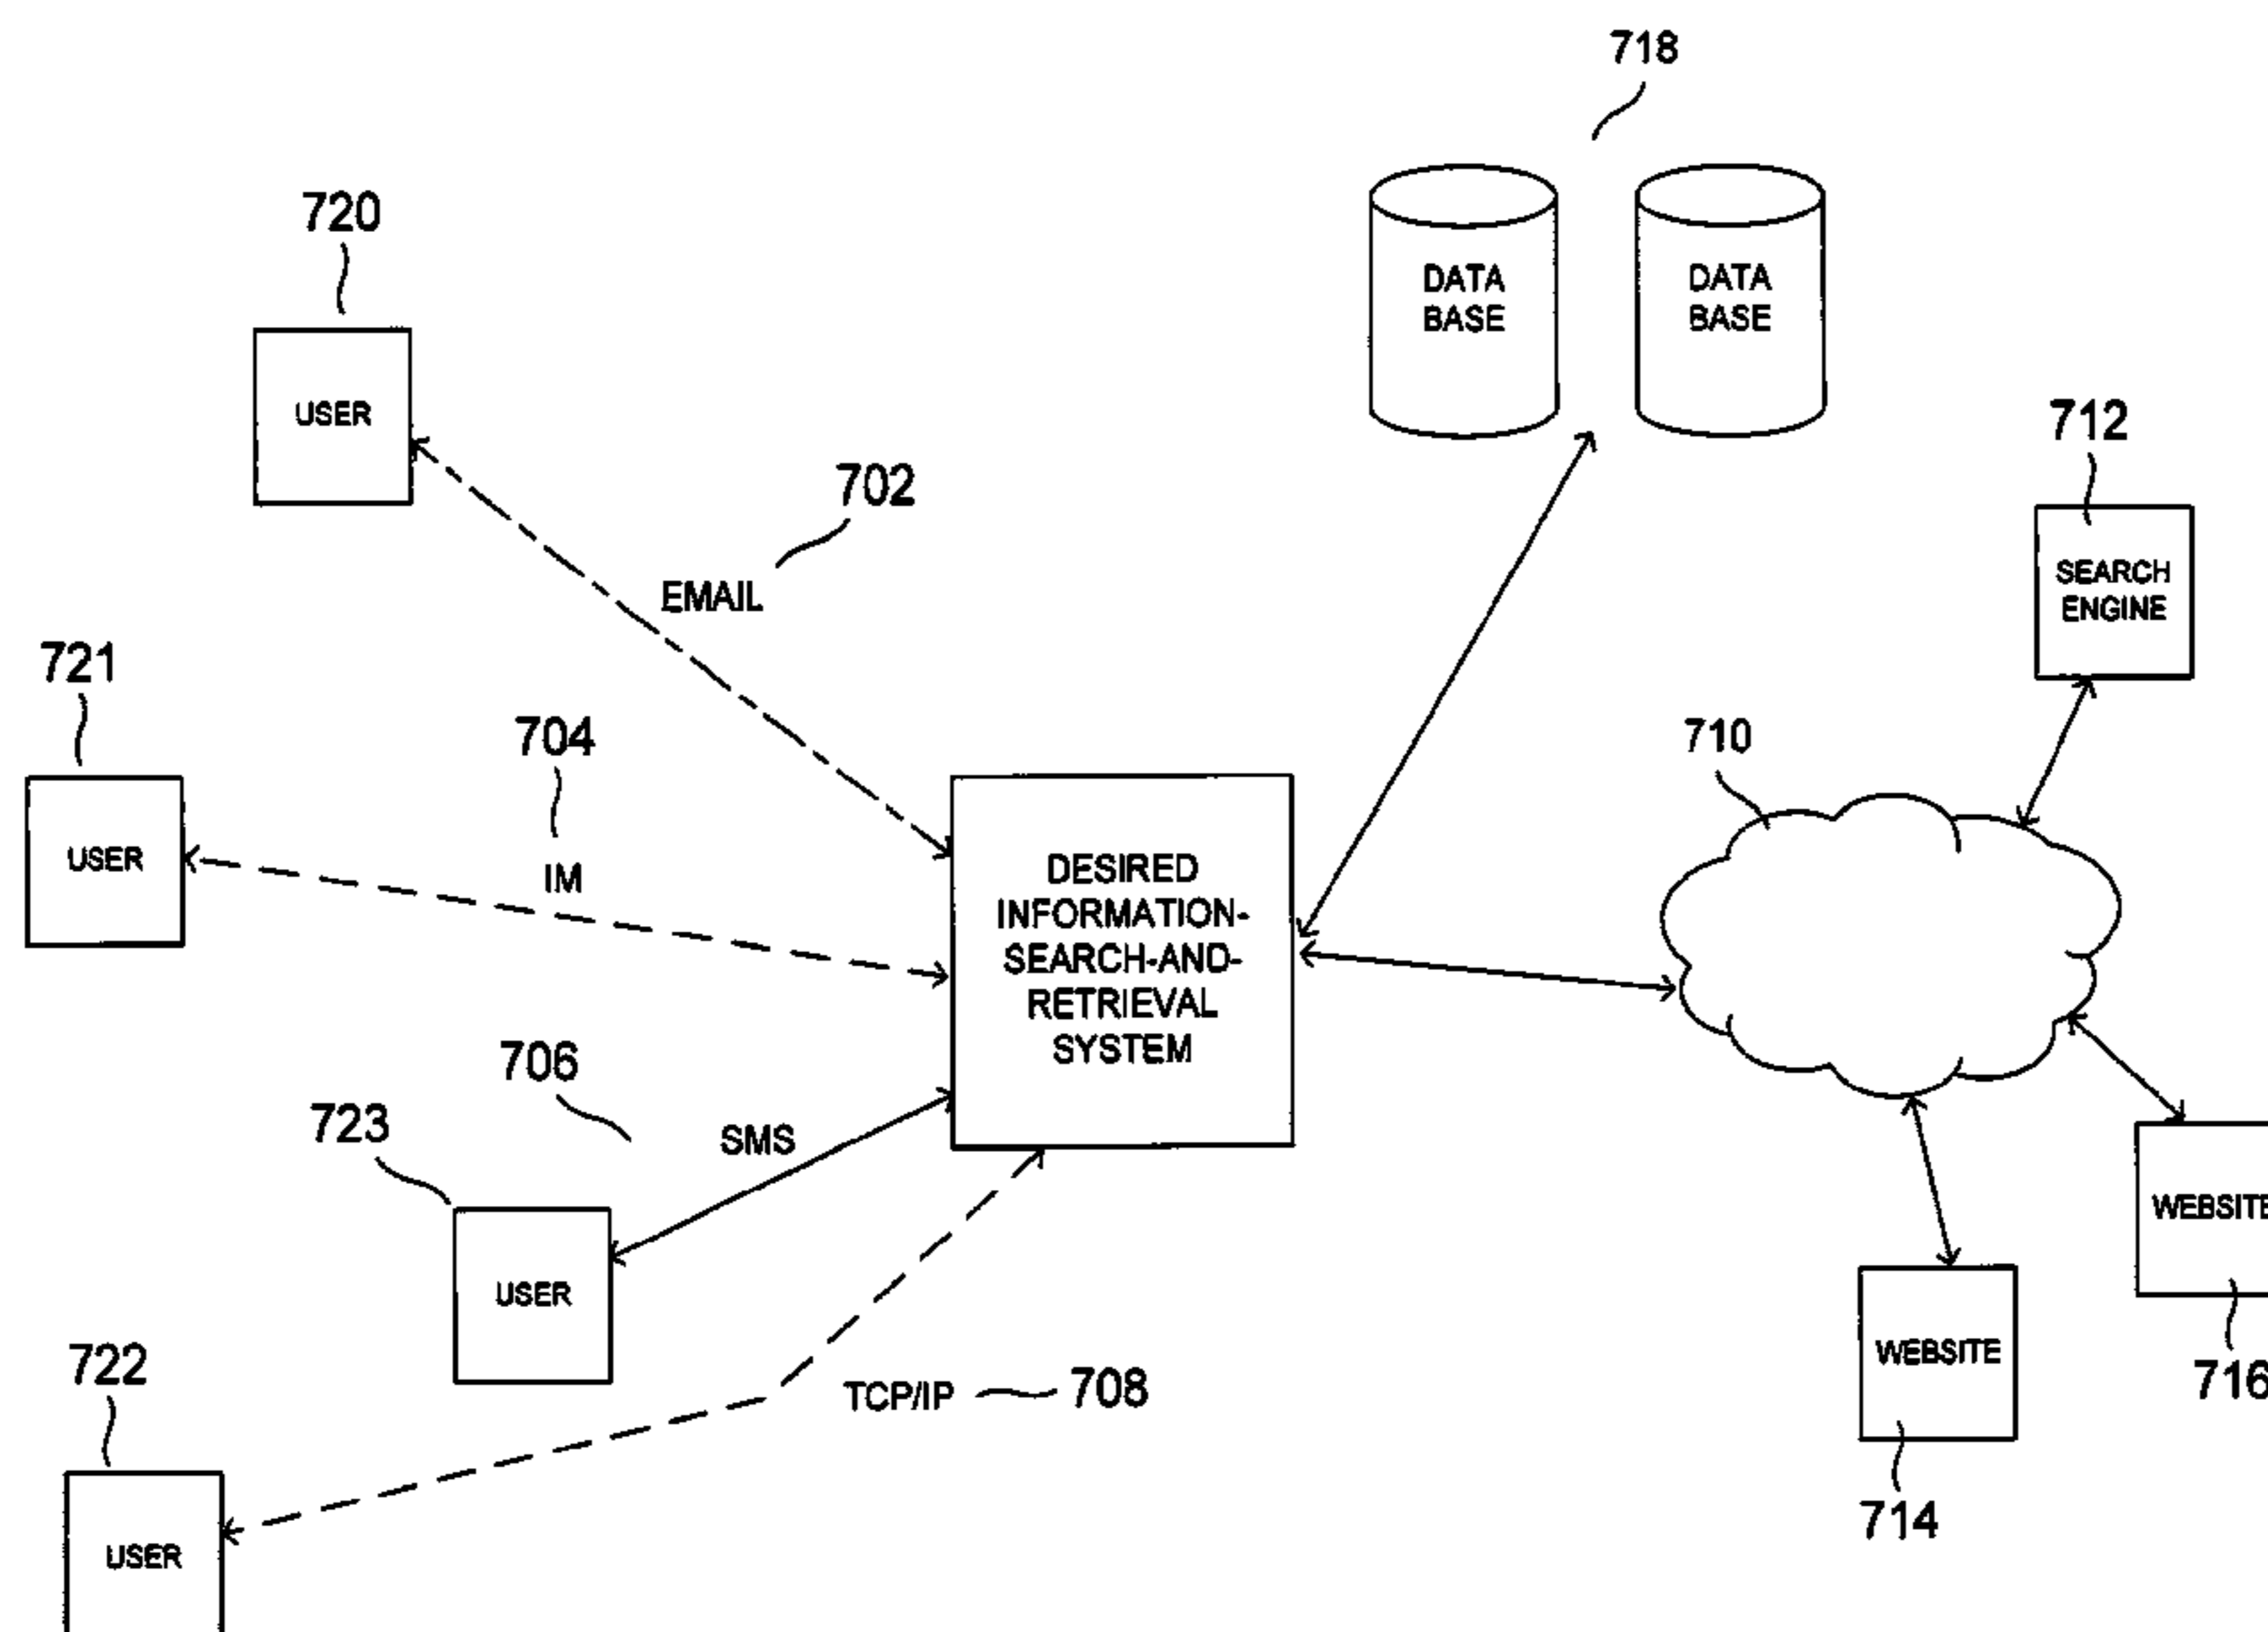 718
720
DATA
BASE
DATA
BASE
USER
712
702
SEARCH
ENGINE
EMAIL
721
704
710
USER
IM
DESIRED
INFORMATION-
SEARCH-AND-
RETRIEVAL
SYSTEM
706
723
SMS
WEBSITE
USER
722
WEBSITE
TCP/IP
708
716
714
USER